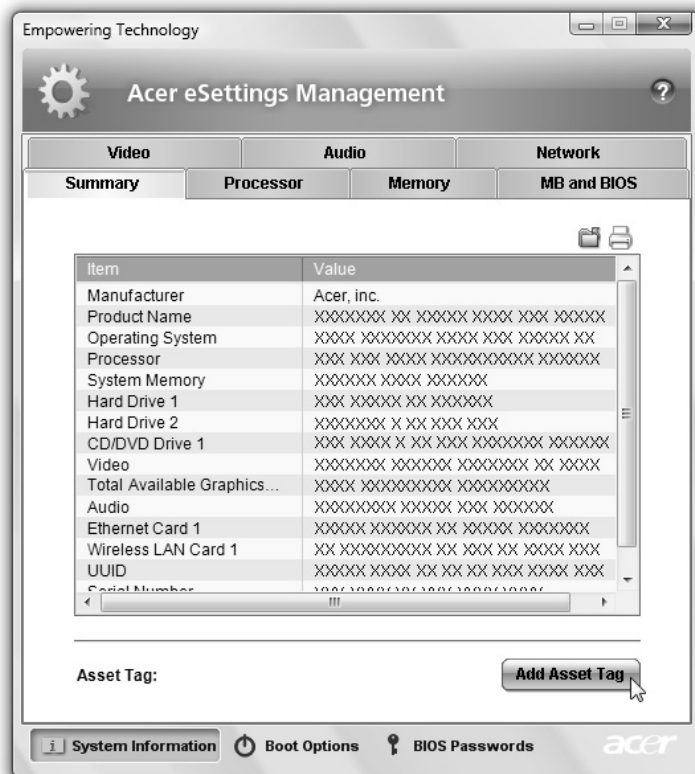 Empowering Technology
Acer eSettings Management
Video Audio Network
Summary Processor Memory MB and BIOS
Item Value
Manufacturer Acer, inc.
Product Name XXXXXXX XX XXXXX XXXX XXX XXXXX
Operating System XXXX XXXXXXX XXXX XXX XXXXX XX
Processor XXX XXX XXXX XXXXXXXXXX XXXXXX
System Memory XXXXXX XXXX XXXXXX
Hard Drive 1 XXX XXXXX XX XXXXXX
Hard Drive 2 XXXXXXX X XX XXX XXX
CD/DVD Drive 1 XXX XXXX X XX XXX XXXXXXX XXXXXX
Video XXXXXXX XXXXXX XXXXXXX XX XXXX
Total Available Graphics... XXXX XXXXXXXXX XXXXXXXXX
Audio XXXXXXXX XXXXX XXX XXXXXX
Ethernet Card 1 XXXXX XXXXXX XX XXXXX XXXXXXX
Wireless LAN Card 1 XX XXXXXXXXX XX XXX XX XXXX XXX
UUID XXXXX XXXX XX XX XX XXX XXXX XXX
Serial Number
Asset Tag: Add Asset Tag
System Information Boot Options BIOS Passwords acer